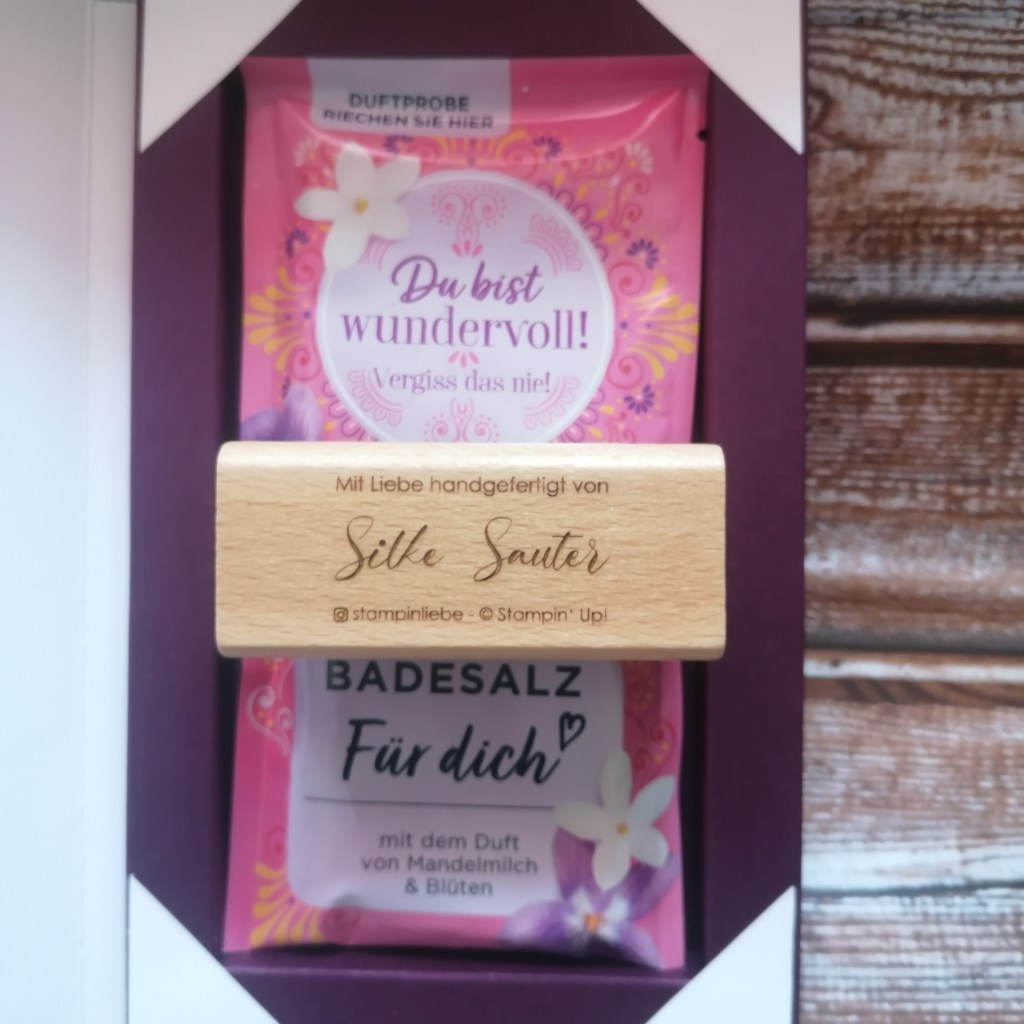 DUFTPROBE
RIECHEN SIE HIER
Du bist
wundervoll!
Vergiss das nie!
Mit Liebe handgefertigt von
Silke Sauter
stampinliebe - © Stampin' Up!
BADESALZ
Für dich
mit dem Duft
von Mandelmilch
& Blüten